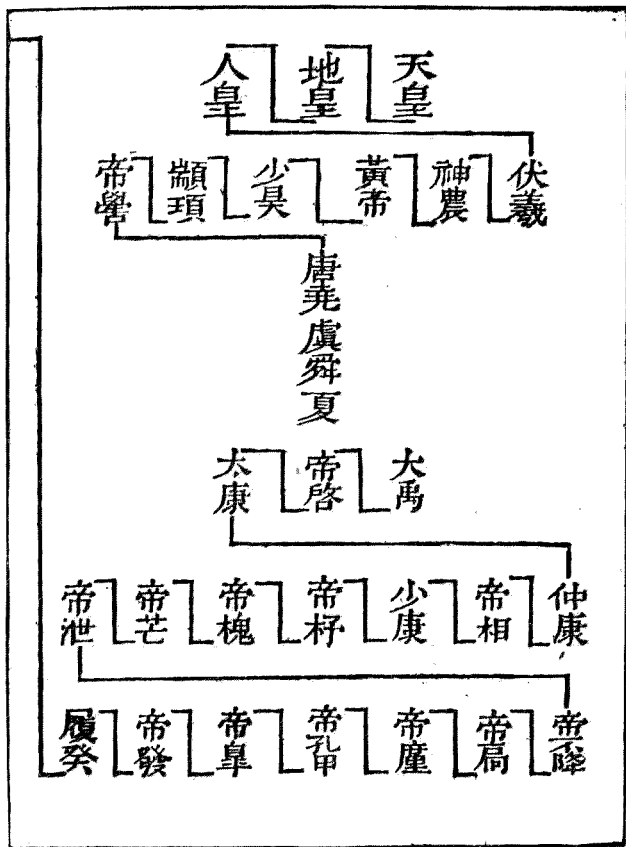 天皇 地皇 人皇
伏羲 神農 黃帝 少昊 顓頊 帝嚳
唐堯虞舜夏
大禹 帝啓 太康
仲康 帝相 少康 帝杼 帝槐 帝芒 帝泄
帝不降 帝扃 帝廑 帝孔甲 帝皐 帝發 履癸